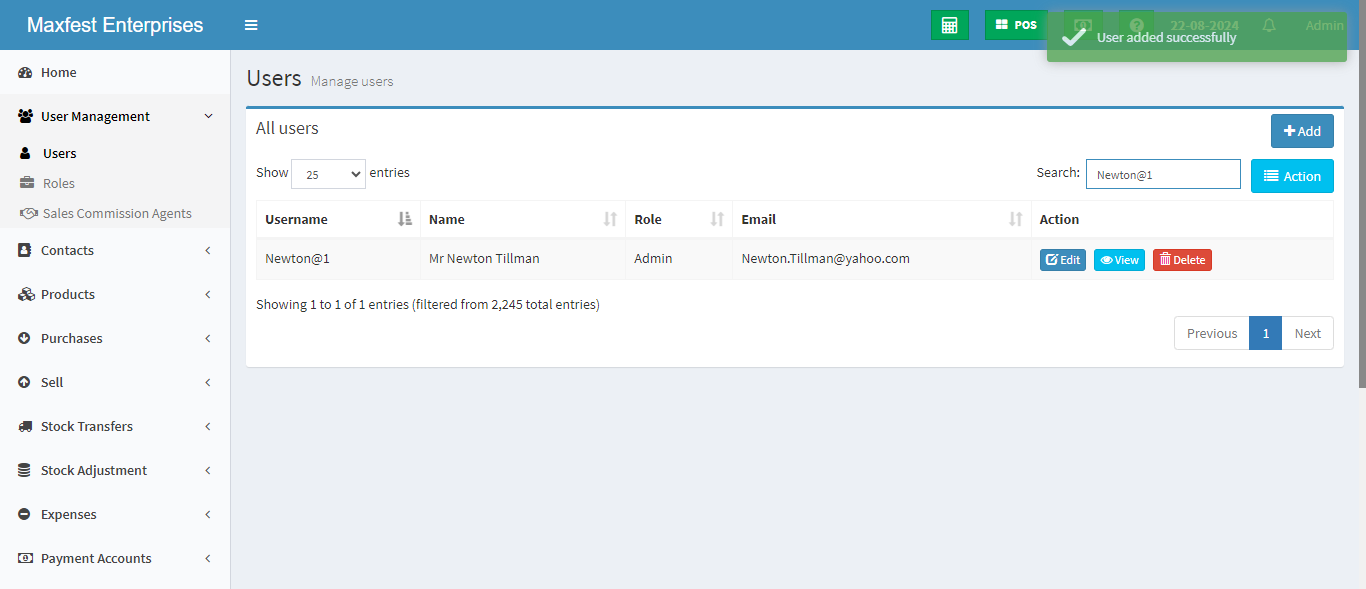 Maxfest Enterprises
POS
22-08-2024
Admin
User added successfully
Home
User Management
Users
Roles
Sales Commission Agents
Contacts
Products
Purchases
Sell
Stock Transfers
Stock Adjustment
Expenses
Payment Accounts
Users Manage users
All users
Add
Show 25 entries
Search: Newton@1
Action
Username Name Role Email Action
Newton@1 Mr Newton Tillman Admin Newton.Tillman@yahoo.com Edit View Delete
Showing 1 to 1 of 1 entries (filtered from 2,245 total entries)
Previous 1 Next